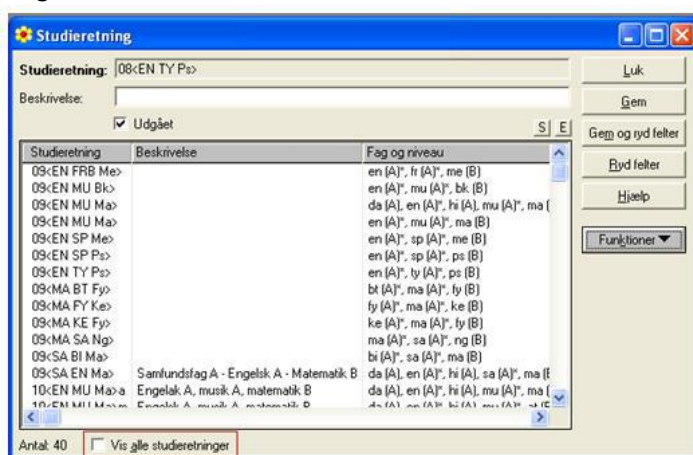 Studieretning
Studieretning: 08<EN TY Ps>
Luk
Beskrivelse:
Gem
Udgået
S E
Gem og ryd felter
Studieretning Beskrivelse Fag og niveau
Ryd felter
09<EN FRB Me> en (A)*, fr (A)*, me (B)
09<EN MU Bk> en (A)*, mu (A)*, bk (B)
Hjælp
09<EN MU Ma> da (A), en (A)*, hi (A), mu (A)*, ma (
09<EN MU Ma> en (A)*, mu (A)*, ma (B)
09<EN SP Me> en (A)*, sp (A)*, me (B)
Funktioner
09<EN SP Ps> en (A)*, sp (A)*, ps (B)
09<EN TY Ps> en (A)*, ty (A)*, ps (B)
09<MA BT Fy> bt (A)*, ma (A)*, fy (B)
09<MA FY Ke> fy (A)*, ma (A)*, ke (B)
09<MA KE Fy> ke (A)*, ma (A)*, fy (B)
09<MA SA Ng> ma (A)*, sa (A)*, ng (B)
09<SA BI Ma> bi (A)*, sa (A)*, ma (B)
09<SA EN Ma> Samfundsfag A - Engelsk A - Matematik B da (A), en (A)*, hi (A), sa (A)*, ma (B
10<EN MU Ma>a Engelak A, musik A, matematik B da (A), en (A)*, hi (A), mu (A)*, ma (
Antal: 40 Vis alle studieretninger